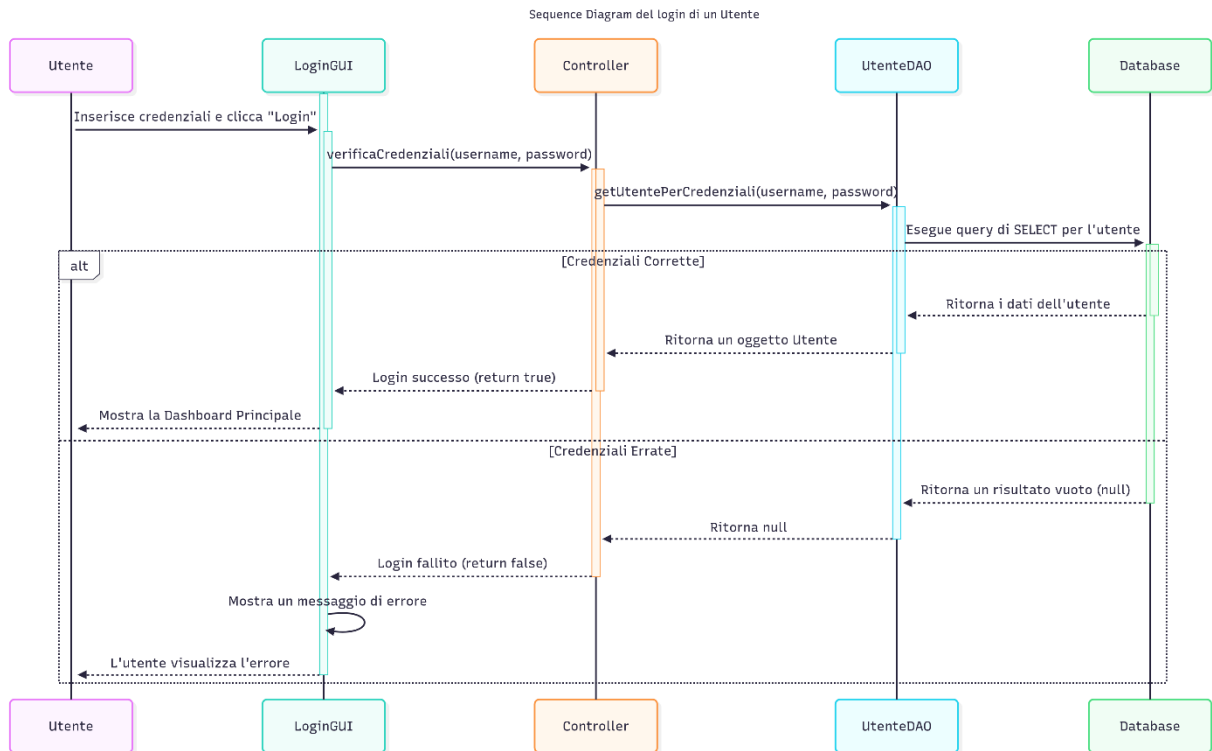 Sequence Diagram del login di un Utente
Utente
LoginGUI
Controller
UtenteDAO
Database
Inserisce credenziali e clicca "Login"
verificaCredenziali(username, password)
getUtentePerCredenziali(username, password)
Esegue query di SELECT per l'utente
alt
[Credenziali Corrette]
Ritorna i dati dell'utente
Ritorna un oggetto Utente
Login successo (return true)
Mostra la Dashboard Principale
[Credenziali Errate]
Ritorna un risultato vuoto (null)
Ritorna null
Login fallito (return false)
Mostra un messaggio di errore
L'utente visualizza l'errore
Utente
LoginGUI
Controller
UtenteDAO
Database